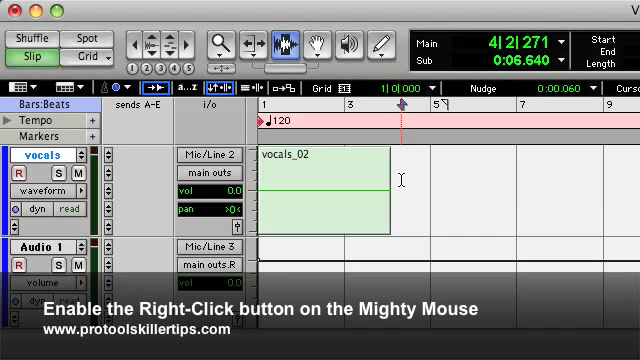 V
Shuffle Spot
Slip Grid
1 2 3 4 5
Main 4|2|271
Sub 0:06.640
Start
End
Length
a...z
Grid 1|0|000
Nudge 0:00.060
Curso
Bars:Beats sends A-E i/o 1 3 5 7 9
Tempo + 120
Markers +
vocals Mic/Line 2 vocals_02
R S M main outs
waveform vol 0.0
dyn read pan >0<
Audio 1 Mic/Line 3
R S M main outs.R
volume vol 0.0
dyn read
Enable the Right-Click button on the Mighty Mouse
www.protoolskillertips.com